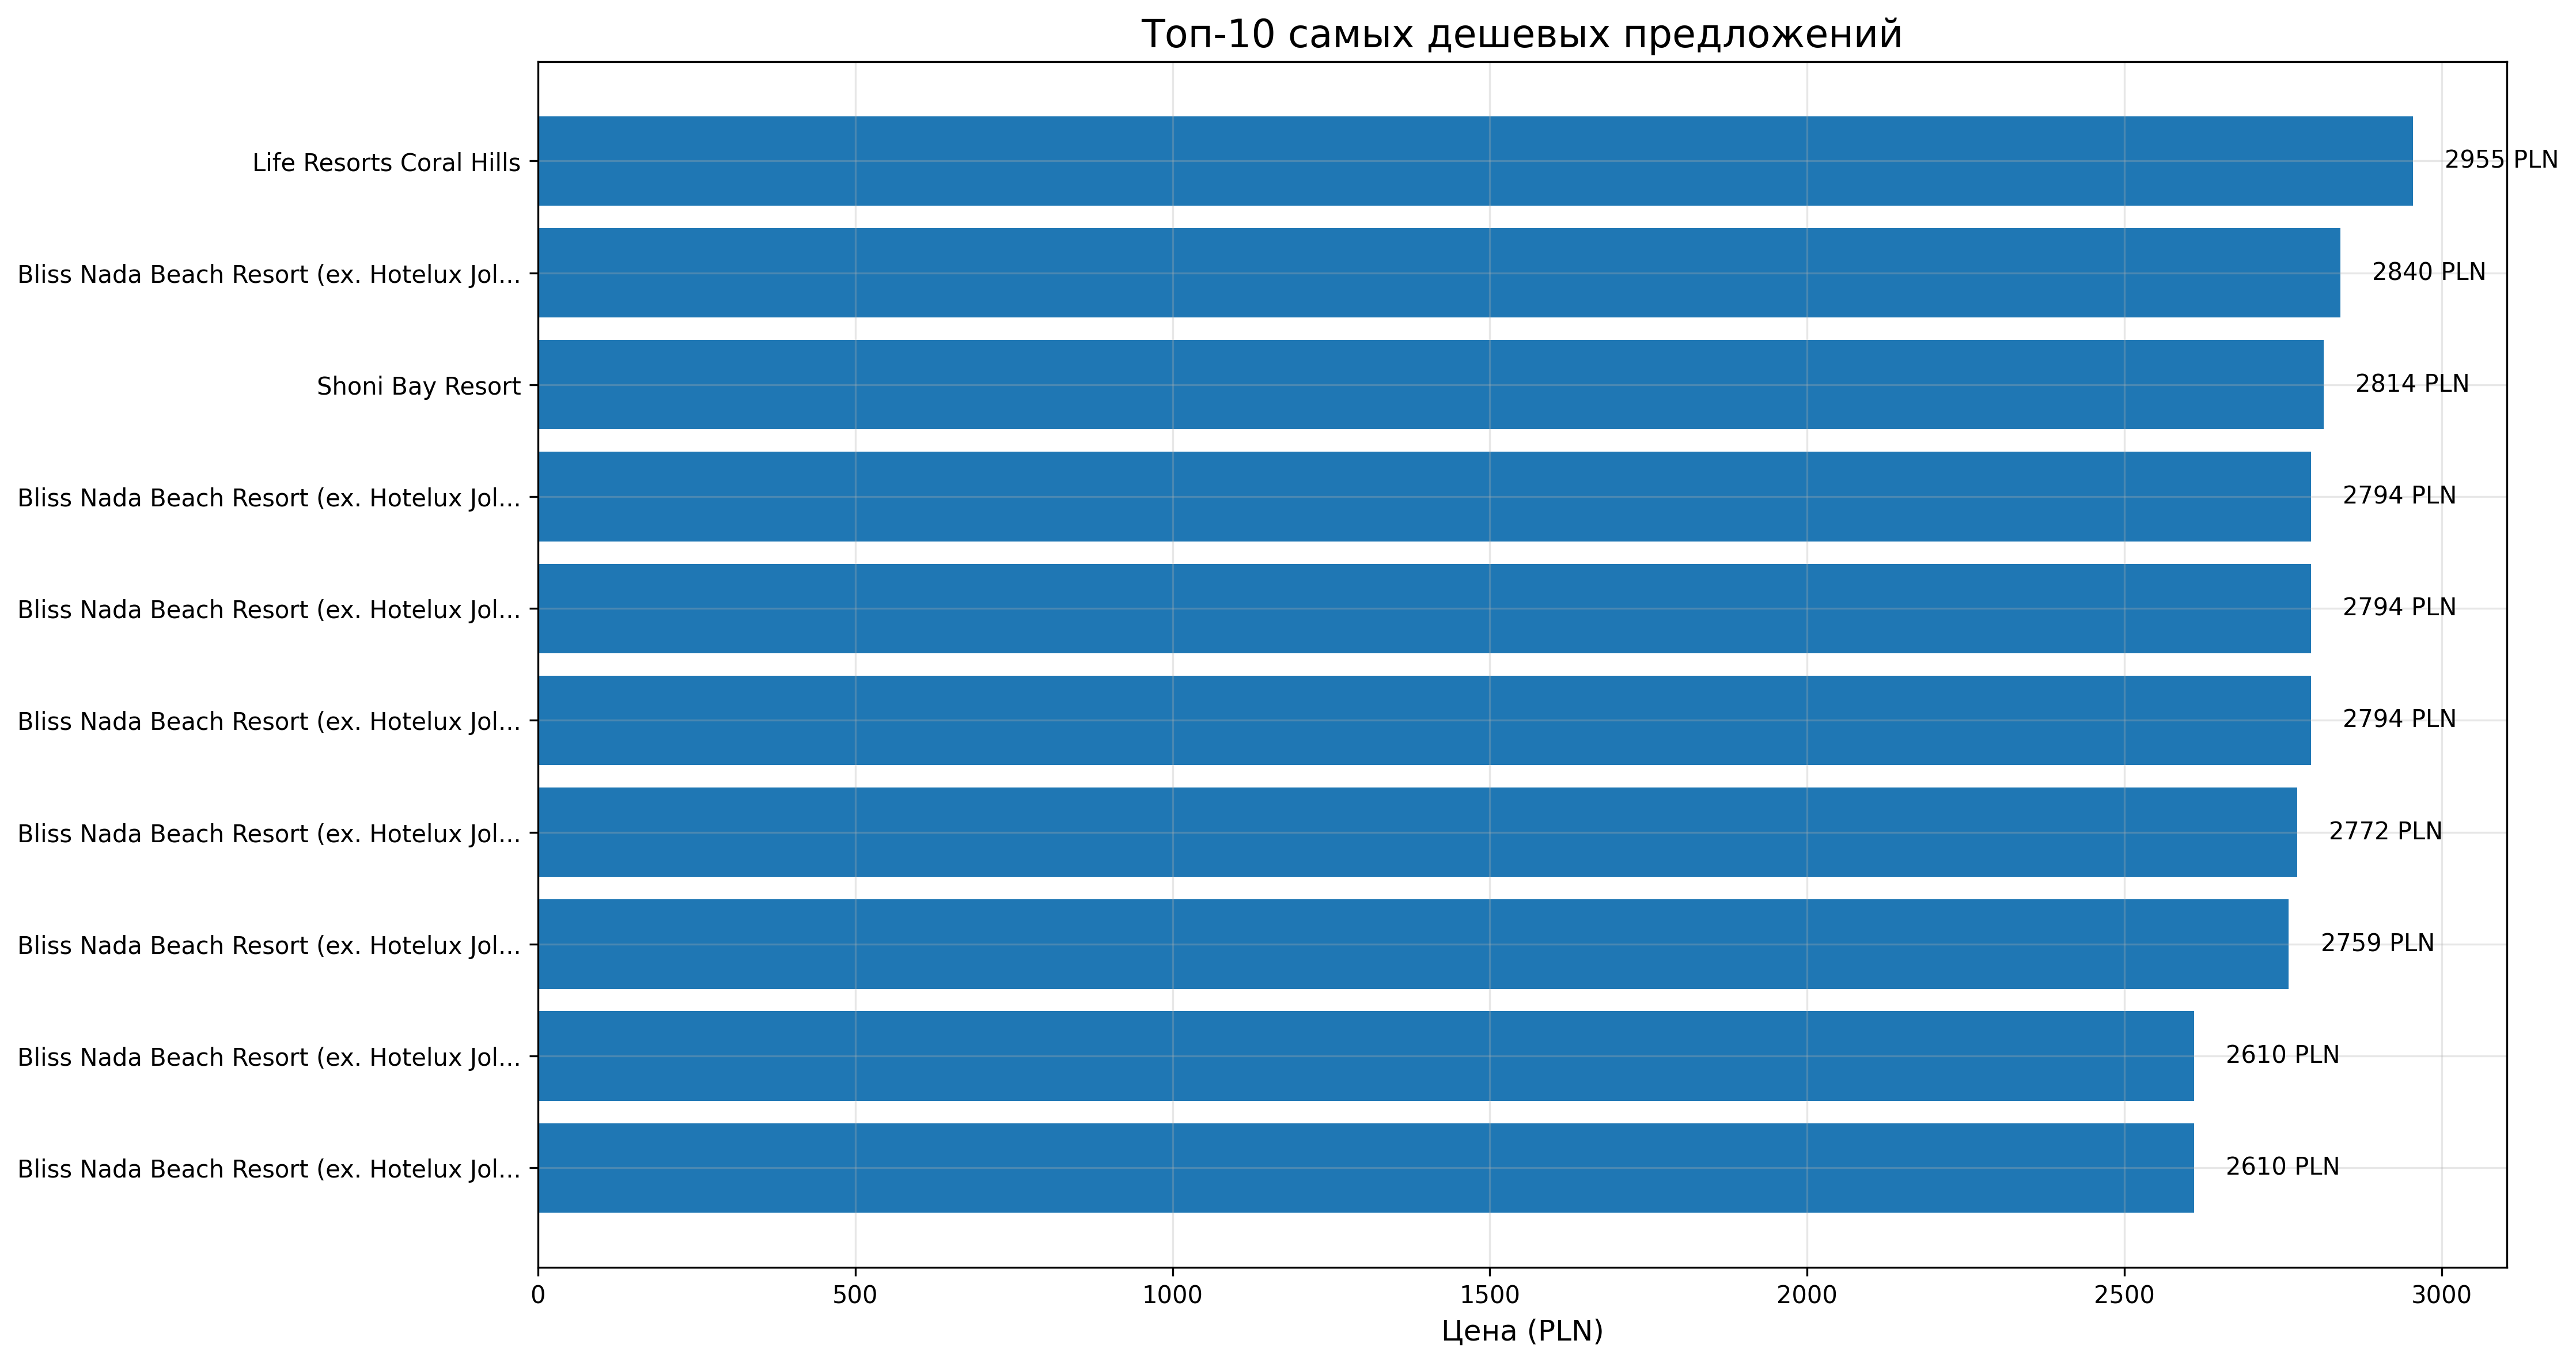 Топ-10 самых дешевых предложений
Life Resorts Coral Hills
2955 PLN
Bliss Nada Beach Resort (ex. Hotelux Jol...
2840 PLN
Shoni Bay Resort
2814 PLN
Bliss Nada Beach Resort (ex. Hotelux Jol...
2794 PLN
Bliss Nada Beach Resort (ex. Hotelux Jol...
2794 PLN
Bliss Nada Beach Resort (ex. Hotelux Jol...
2794 PLN
Bliss Nada Beach Resort (ex. Hotelux Jol...
2772 PLN
Bliss Nada Beach Resort (ex. Hotelux Jol...
2759 PLN
Bliss Nada Beach Resort (ex. Hotelux Jol...
2610 PLN
Bliss Nada Beach Resort (ex. Hotelux Jol...
2610 PLN
0 500 1000 1500 2000 2500 3000
Цена (PLN)